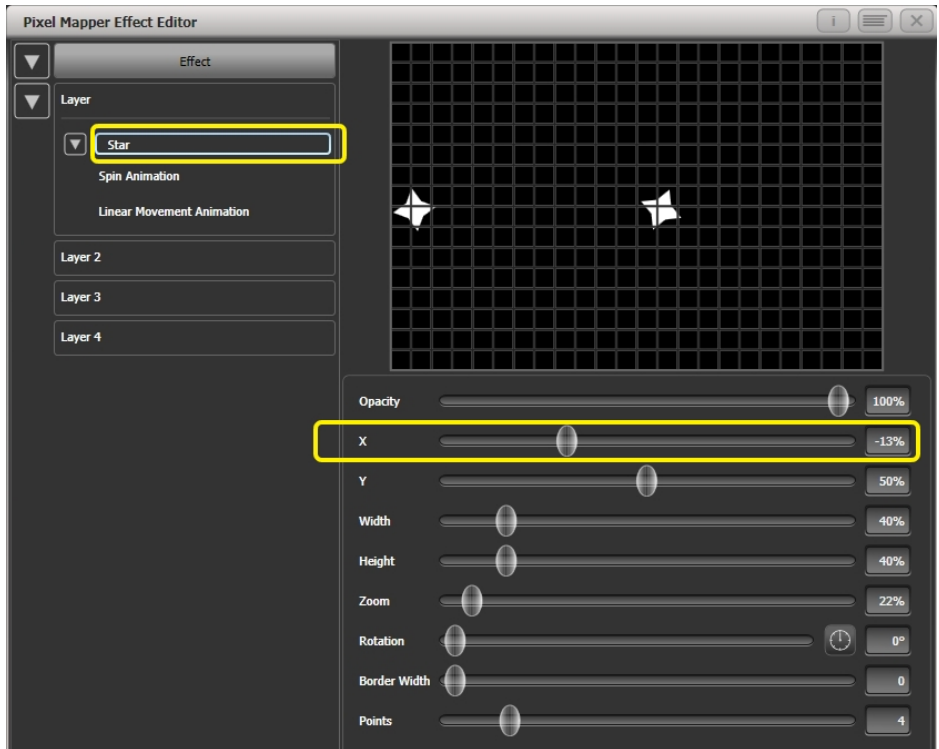 Pixel Mapper Effect Editor
i
Effect
Layer
Star
Spin Animation
Linear Movement Animation
Layer 2
Layer 3
Layer 4
Opacity 100%
X -13%
Y 50%
Width 40%
Height 40%
Zoom 22%
Rotation 0°
Border Width 0
Points 4